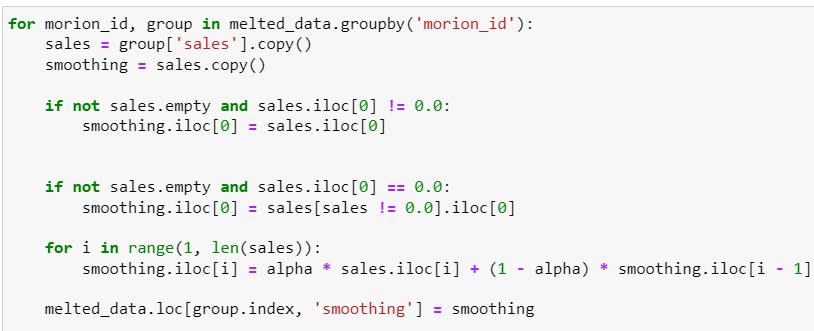 for morion_id, group in melted_data.groupby('morion_id'):
    sales = group['sales'].copy()
    smoothing = sales.copy()
    if not sales.empty and sales.iloc[0] != 0.0:
        smoothing.iloc[0] = sales.iloc[0]
    if not sales.empty and sales.iloc[0] == 0.0:
        smoothing.iloc[0] = sales[sales != 0.0].iloc[0]
    for i in range(1, len(sales)):
        smoothing.iloc[i] = alpha * sales.iloc[i] + (1 - alpha) * smoothing.iloc[i - 1]
    melted_data.loc[group.index, 'smoothing'] = smoothing